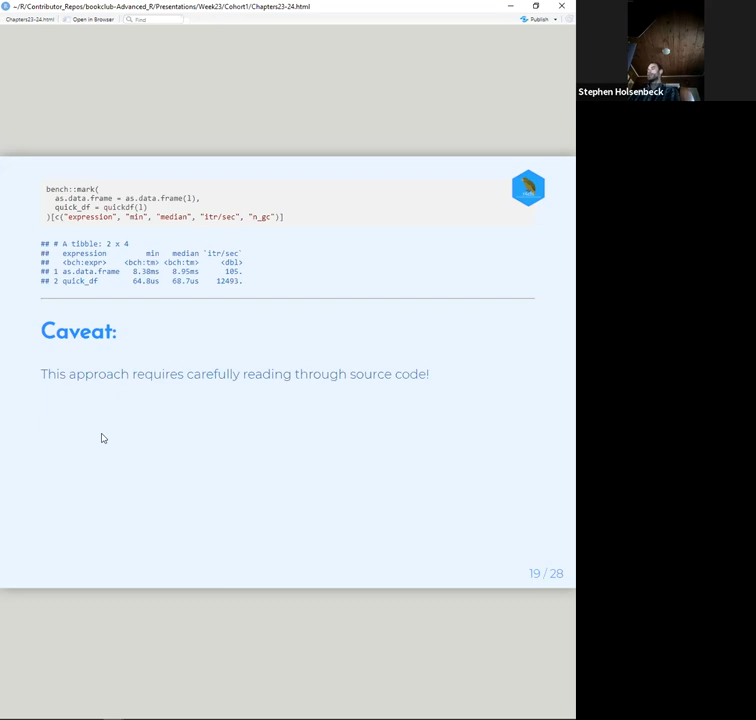 ~/R/Contributor_Repos/bookclub-Advanced_R/Presentations/Week23/Cohort1/Chapters23-24.html
Chapters23-24.html Open in Browser Find Publish
Stephen Holsenbeck
bench::mark(
as.data.frame = as.data.frame(l),
quick_df = quickdf(l)
)[c("expression", "min", "median", "itr/sec", "n_gc")]
## # A tibble: 2 x 4
## expression min median `itr/sec`
## <bch:expr> <bch:tm> <bch:tm> <dbl>
## 1 as.data.frame 8.38ms 8.95ms 105.
## 2 quick_df 64.8us 68.7us 12493.
Caveat:
This approach requires carefully reading through source code!
19 / 28